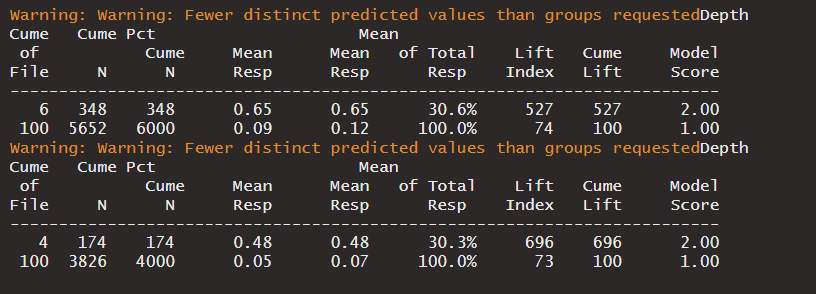 Warning: Warning: Fewer distinct predicted values than groups requestedDepth
Cume   Cume Pct                     Mean
 of             Cume     Mean      Mean   of Total     Lift   Cume     Model
File      N      N       Resp      Resp     Resp      Index   Lift     Score
-------------------------------------------------------------------------
   6    348    348       0.65      0.65     30.6%       527    527      2.00
 100   5652   6000       0.09      0.12    100.0%        74    100      1.00
Warning: Warning: Fewer distinct predicted values than groups requestedDepth
Cume   Cume Pct                     Mean
 of             Cume     Mean      Mean   of Total     Lift   Cume     Model
File      N      N       Resp      Resp     Resp      Index   Lift     Score
-------------------------------------------------------------------------
   4    174    174       0.48      0.48     30.3%       696    696      2.00
 100   3826   4000       0.05      0.07    100.0%        73    100      1.00